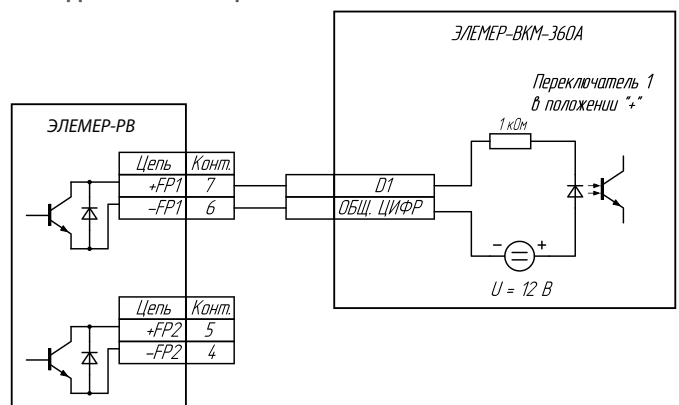 ЭЛЕМЕР-ВКМ-360А
Переключатель 1
в положении "+"
1 кОм
ЭЛЕМЕР-РВ
Цепь Конт.
+FP1 7
–FP1 6
D1
ОБЩ. ЦИФР
– +
U = 12 В
Цепь Конт.
+FP2 5
–FP2 4